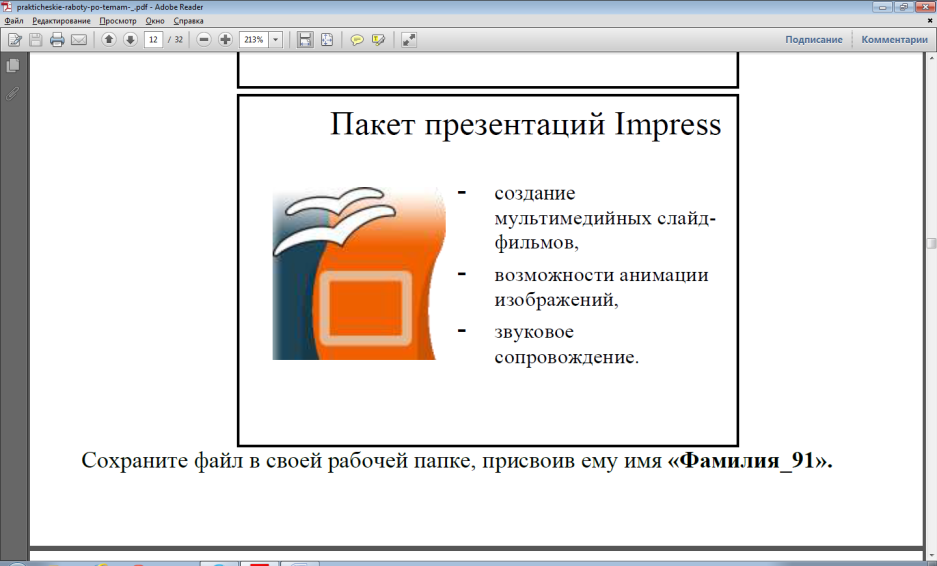 prakticheskie-raboty-po-temam-_.pdf - Adobe Reader
Файл Редактирование Просмотр Окно Справка
12 / 32 213% Подписание Комментарии
Пакет презентаций Impress
- создание
мультимедийных слайд-
фильмов,
- возможности анимации
изображений,
- звуковое
сопровождение.
Сохраните файл в своей рабочей папке, присвоив ему имя «Фамилия_91».